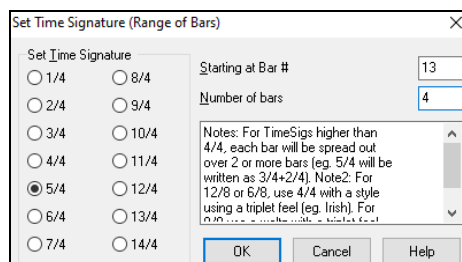 Set Time Signature (Range of Bars)
Set Time Signature
1/4 8/4
2/4 9/4
3/4 10/4
4/4 11/4
5/4 12/4
6/4 13/4
7/4 14/4
Starting at Bar # 13
Number of bars 4
Notes: For TimeSigs higher than
4/4, each bar will be spread out
over 2 or more bars (eg. 5/4 will be
written as 3/4+2/4). Note2: For
12/8 or 6/8, use 4/4 with a style
using a triplet feel (eg. Irish). For
OK Cancel Help